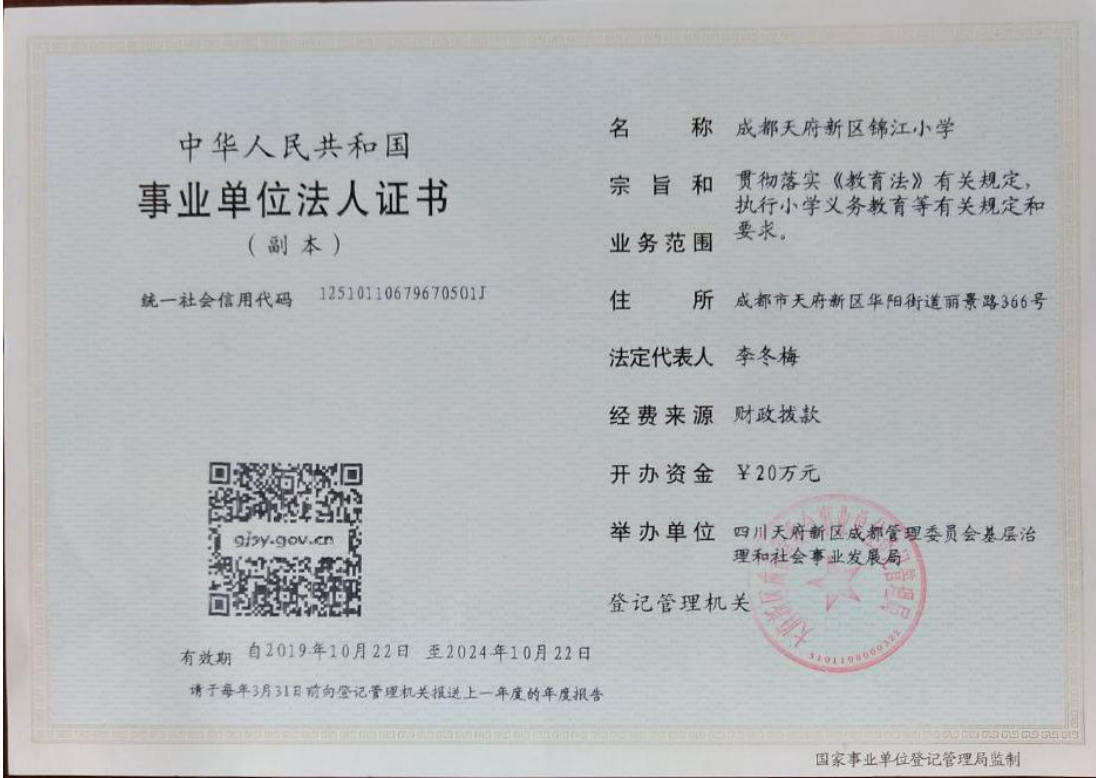 中华人民共和国
事业单位法人证书
（副本）
统一社会信用代码 12510110679670501J
gjsy.gov.cn
有效期 自2019年10月22日 至2024年10月22日
请于每年3月31日前向登记管理机关报送上一年度的年度报告
名称 成都天府新区锦江小学
宗旨和 贯彻落实《教育法》有关规定，
执行小学义务教育等有关规定和
业务范围 要求。
住所 成都市天府新区华阳街道丽景路366号
法定代表人 李冬梅
经费来源 财政拨款
开办资金 ¥20万元
举办单位 四川天府新区成都管理委员会基层治
理和社会事业发展局
登记管理机关
5101190009322
国家事业单位登记管理局监制